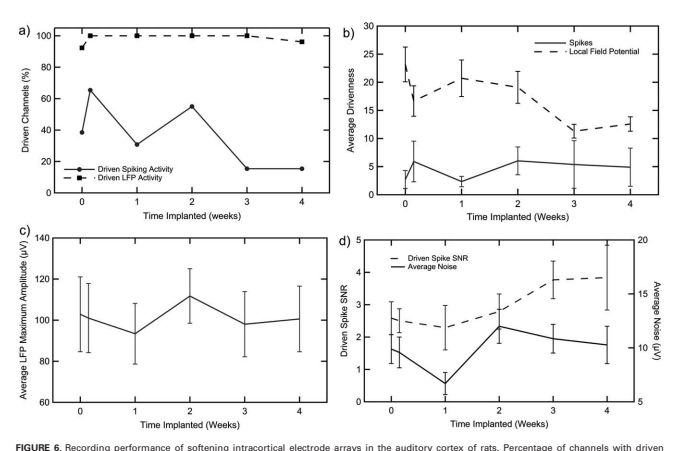 a)
100
80
60
40
20
0
Driven Channels (%)
Driven Spiking Activity
Driven LFP Activity
0 1 2 3 4
Time Implanted (weeks)
b)
30
25
20
15
10
5
0
Average Drivenness
Spikes
Local Field Potential
0 1 2 3 4
Time Implanted (Weeks)
c)
140
120
100
80
60
Average LFP Maximum Amplitude (µV)
0 1 2 3 4
Time Implanted (Weeks)
d)
5
4
3
2
1
0
Driven Spike SNR
Driven Spike SNR
Average Noise
20
15
10
5
Average Noise (µV)
0 1 2 3 4
Time Implanted (Weeks)
FIGURE 6. Recording performance of softening intracortical electrode arrays in the auditory cortex of rats. Percentage of channels with driven